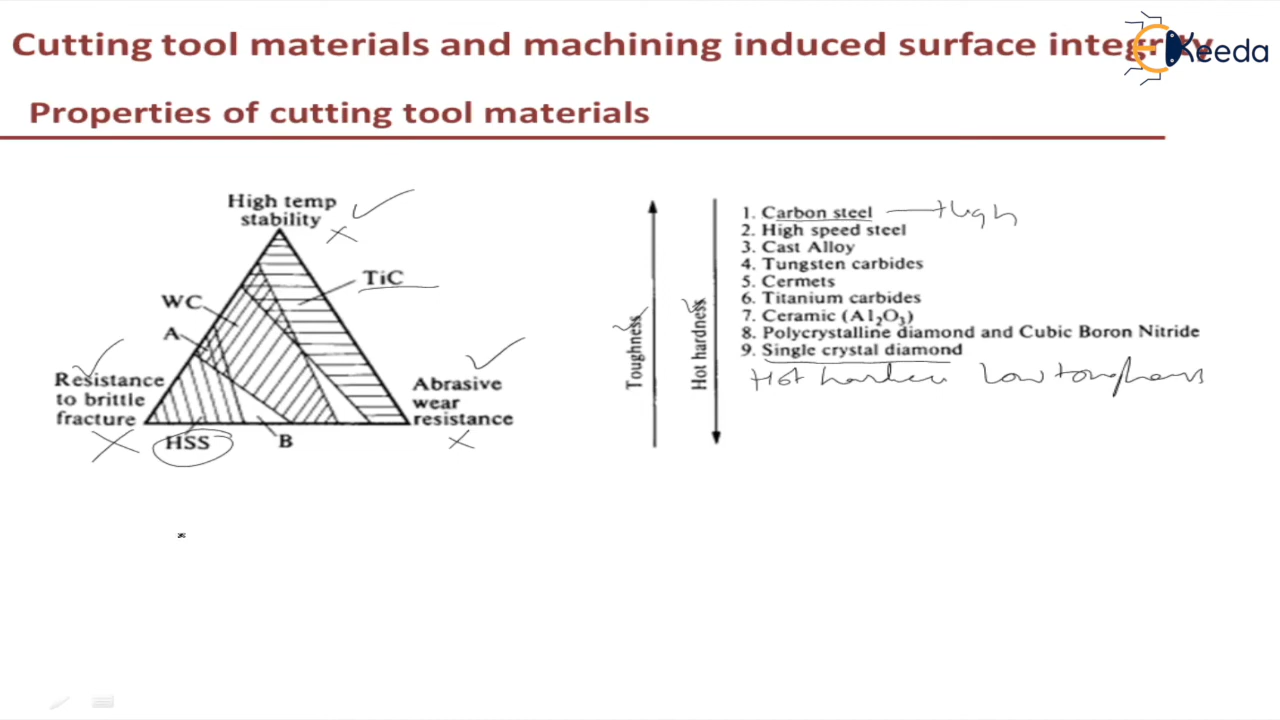 Cutting tool materials and machining induced surface integrity
Keeda
Properties of cutting tool materials
High temp
stability
TiC
WC
A
Resistance
to brittle
fracture
Abrasive
wear
resistance
HSS
B
Toughness
Hot hardness
1. Carbon steel
2. High speed steel
3. Cast Alloy
4. Tungsten carbides
5. Cermets
6. Titanium carbides
7. Ceramic (Al₂O₃)
8. Polycrystalline diamond and Cubic Boron Nitride
9. Single crystal diamond
Hot Low toughness